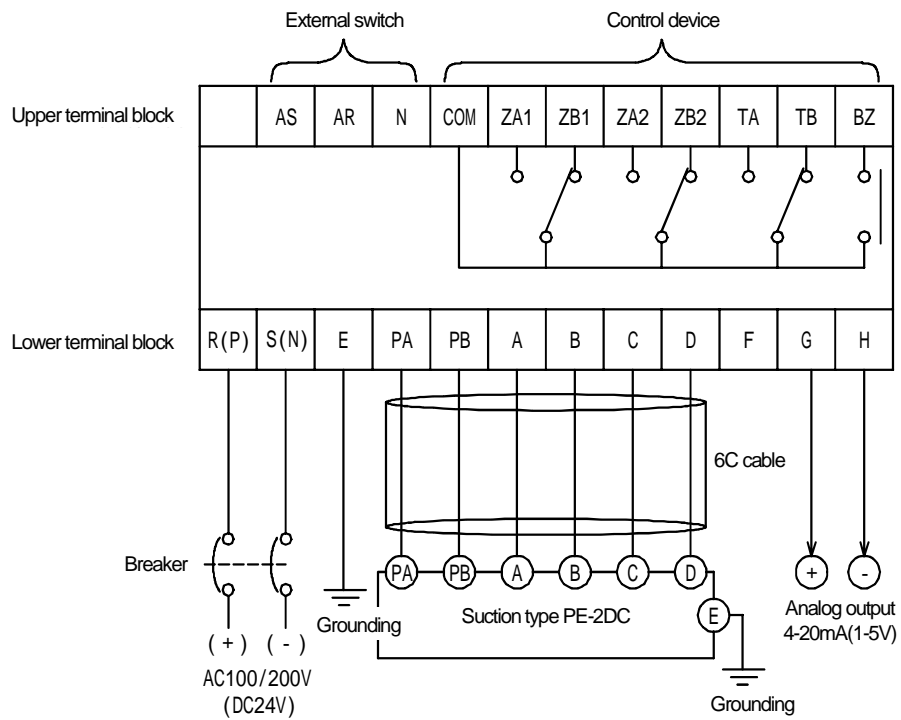 External switch
Control device
Upper terminal block
AS AR N COM ZA1 ZB1 ZA2 ZB2 TA TB BZ
Lower terminal block
R(P) S(N) E PA PB A B C D F G H
6C cable
Breaker
PA PB A B C D + -
Grounding
Suction type PE-2DC
E
Analog output
4-20mA(1-5V)
(+) (-)
AC100/200V
(DC24V)
Grounding